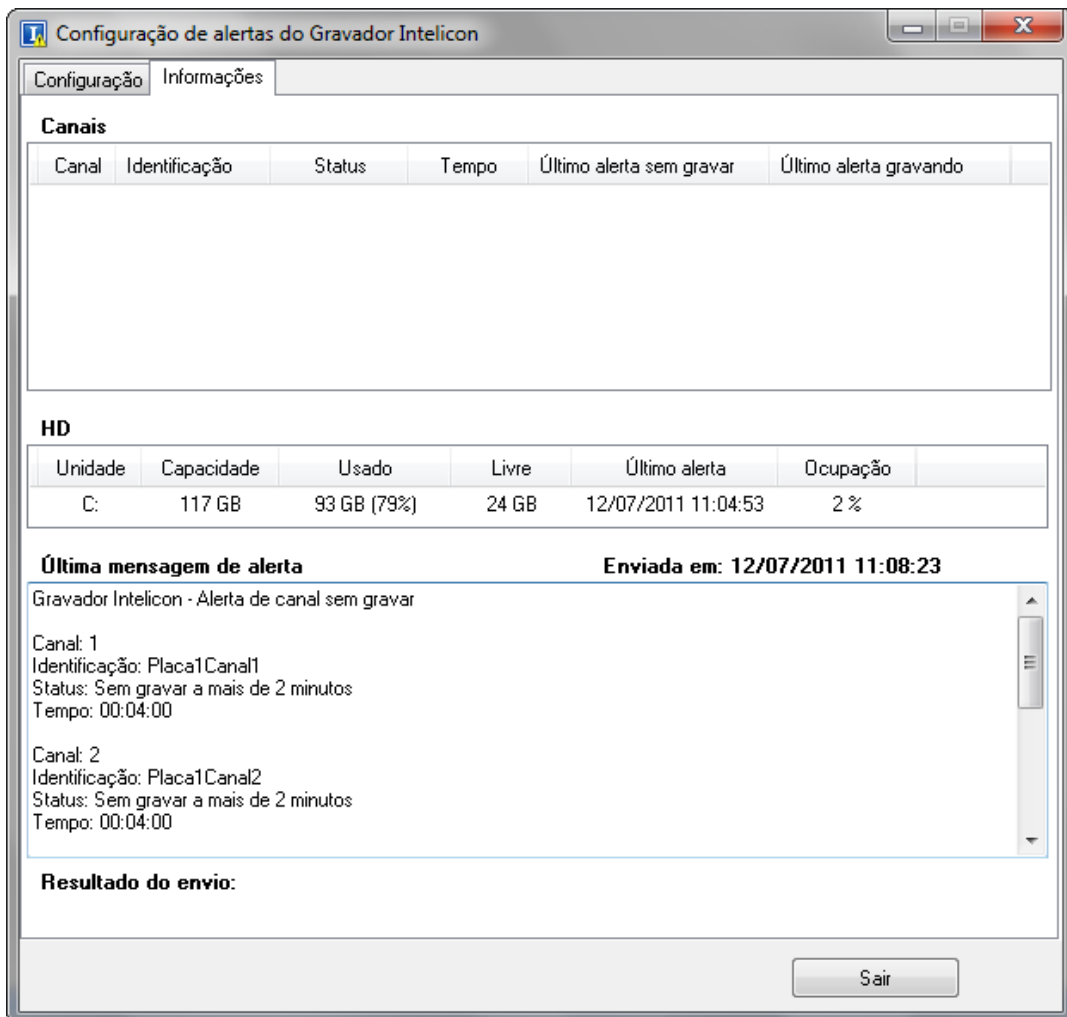 Configuração de alertas do Gravador Intelicon
Configuração Informações
Canais
Canal Identificação Status Tempo Último alerta sem gravar Último alerta gravando
HD
Unidade Capacidade Usado Livre Último alerta Ocupação
C: 117 GB 93 GB (79%) 24 GB 12/07/2011 11:04:53 2 %
Última mensagem de alerta Enviada em: 12/07/2011 11:08:23
Gravador Intelicon - Alerta de canal sem gravar
Canal: 1
Identificação: Placa1Canal1
Status: Sem gravar a mais de 2 minutos
Tempo: 00:04:00
Canal: 2
Identificação: Placa1Canal2
Status: Sem gravar a mais de 2 minutos
Tempo: 00:04:00
Resultado do envio:
Sair